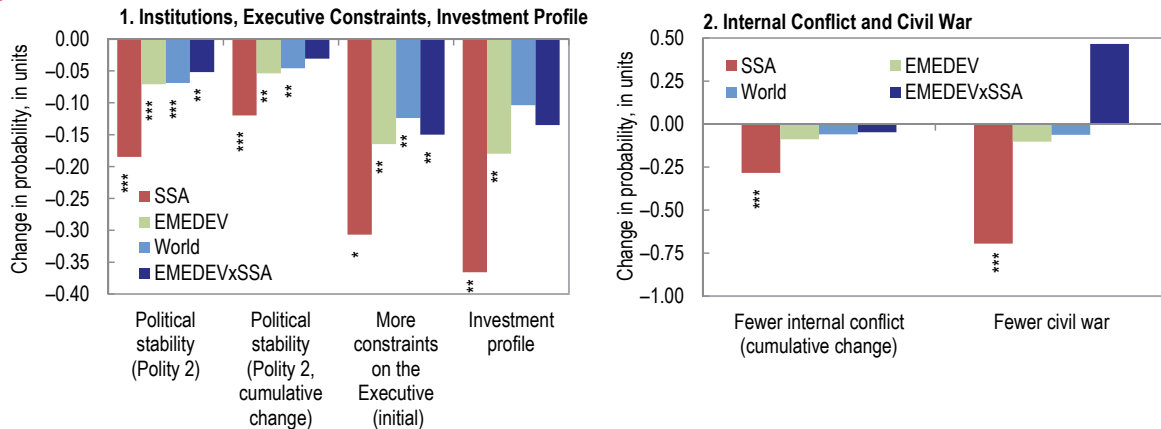 1. Institutions, Executive Constraints, Investment Profile
Change in probability, in units
0.00
–0.05
–0.10
–0.15
–0.20
–0.25
–0.30
–0.35
–0.40
***
***
***
**
***
**
**
*
**
**
**
**
**
SSA
EMEDEV
World
EMEDEVxSSA
Political
stability
(Polity 2)
Political
stability
(Polity 2,
cumulative
change)
More
constraints
on the
Executive
(initial)
Investment
profile
2. Internal Conflict and Civil War
Change in probability, in units
0.50
0.25
0.00
–0.25
–0.50
–0.75
–1.00
SSA
EMEDEV
World
EMEDEVxSSA
***
***
Fewer internal conflict
(cumulative change)
Fewer civil war